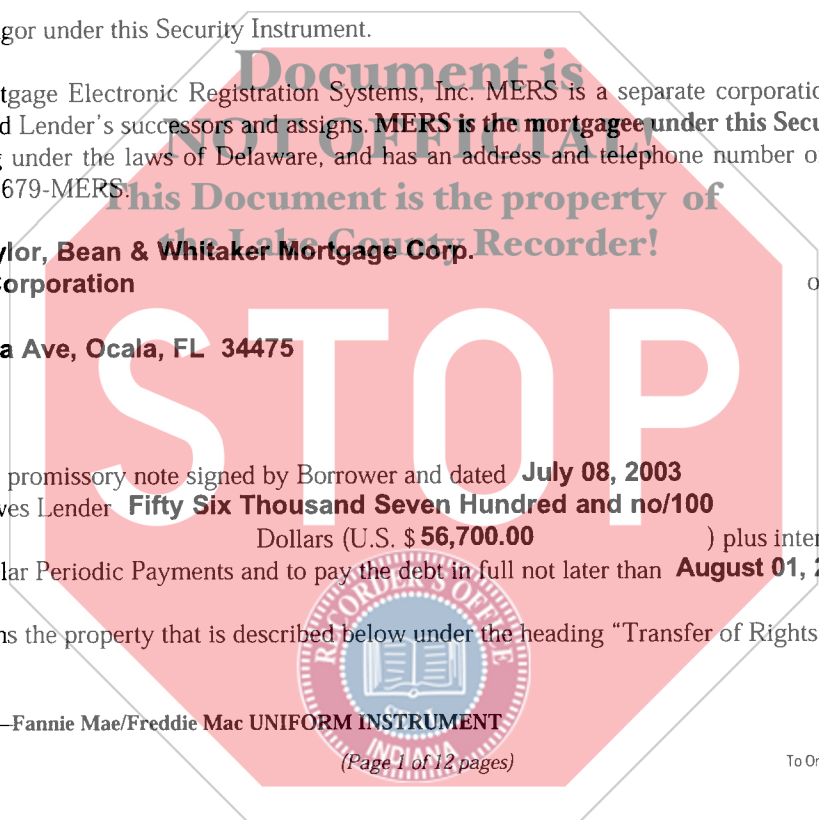 gor under this Security Instrument.
Document is
tgage Electronic Registration Systems, Inc. MERS is a separate corporatio
d Lender's successors and assigns. MERS is the mortgagee under this Secu
NOT OFFICIAL!
g under the laws of Delaware, and has an address and telephone number o
679-MERS.
This Document is the property of
the Lake County Recorder!
ylor, Bean & Whitaker Mortgage Corp.
Corporation
o
STOP
a Ave, Ocala, FL 34475
promissory note signed by Borrower and dated July 08, 2003
ves Lender Fifty Six Thousand Seven Hundred and no/100
Dollars (U.S. $ 56,700.00 ) plus inter
lar Periodic Payments and to pay the debt in full not later than August 01, 2
RECORDER'S OFFICE
ns the property that is described below under the heading “Transfer of Rights
SEAL
–Fannie Mae/Freddie Mac UNIFORM INSTRUMENT
INDIANA
(Page 1 of 12 pages)
To Or